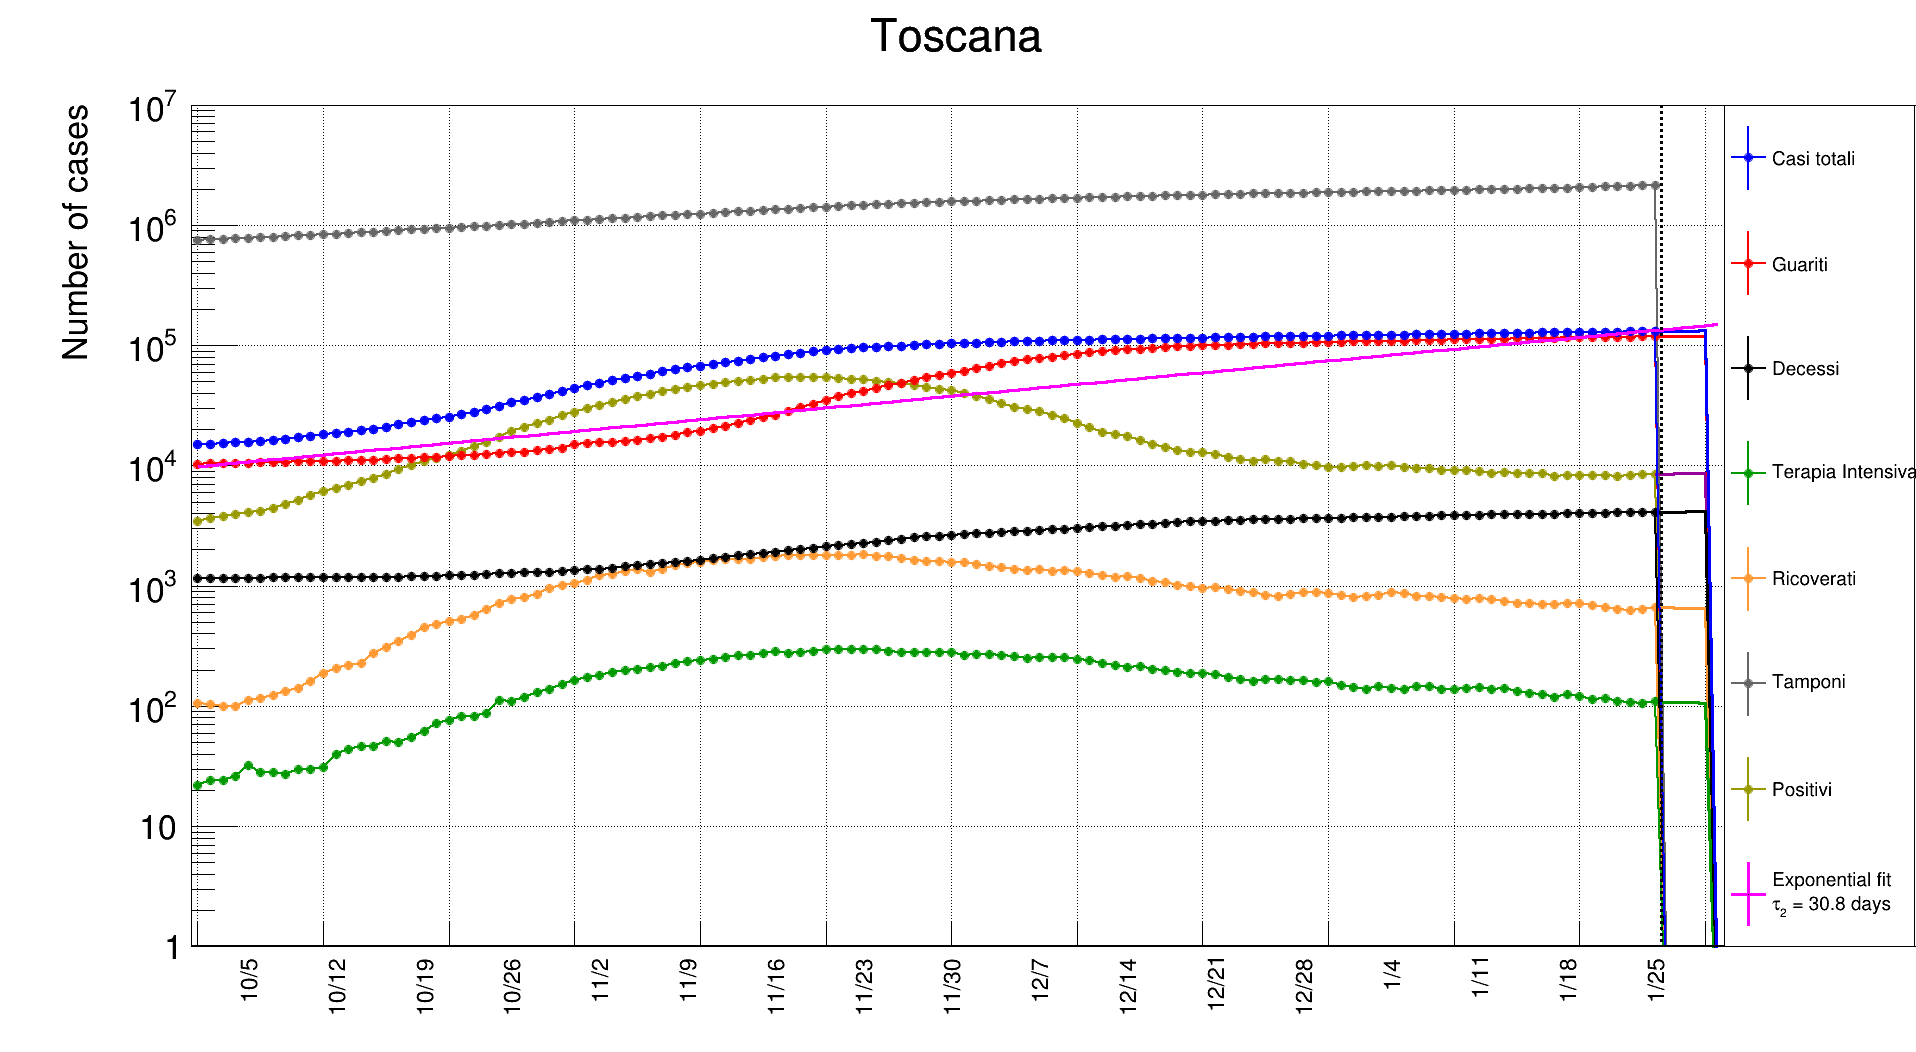 Toscana
Number of cases
10^7
10^6
10^5
10^4
10^3
10^2
10
1
10/5
10/12
10/19
10/26
11/2
11/9
11/16
11/23
11/30
12/7
12/14
12/21
12/28
1/4
1/11
1/18
1/25
Casi totali
Guariti
Decessi
Terapia Intensiva
Ricoverati
Tamponi
Positivi
Exponential fit
τ₂ = 30.8 days